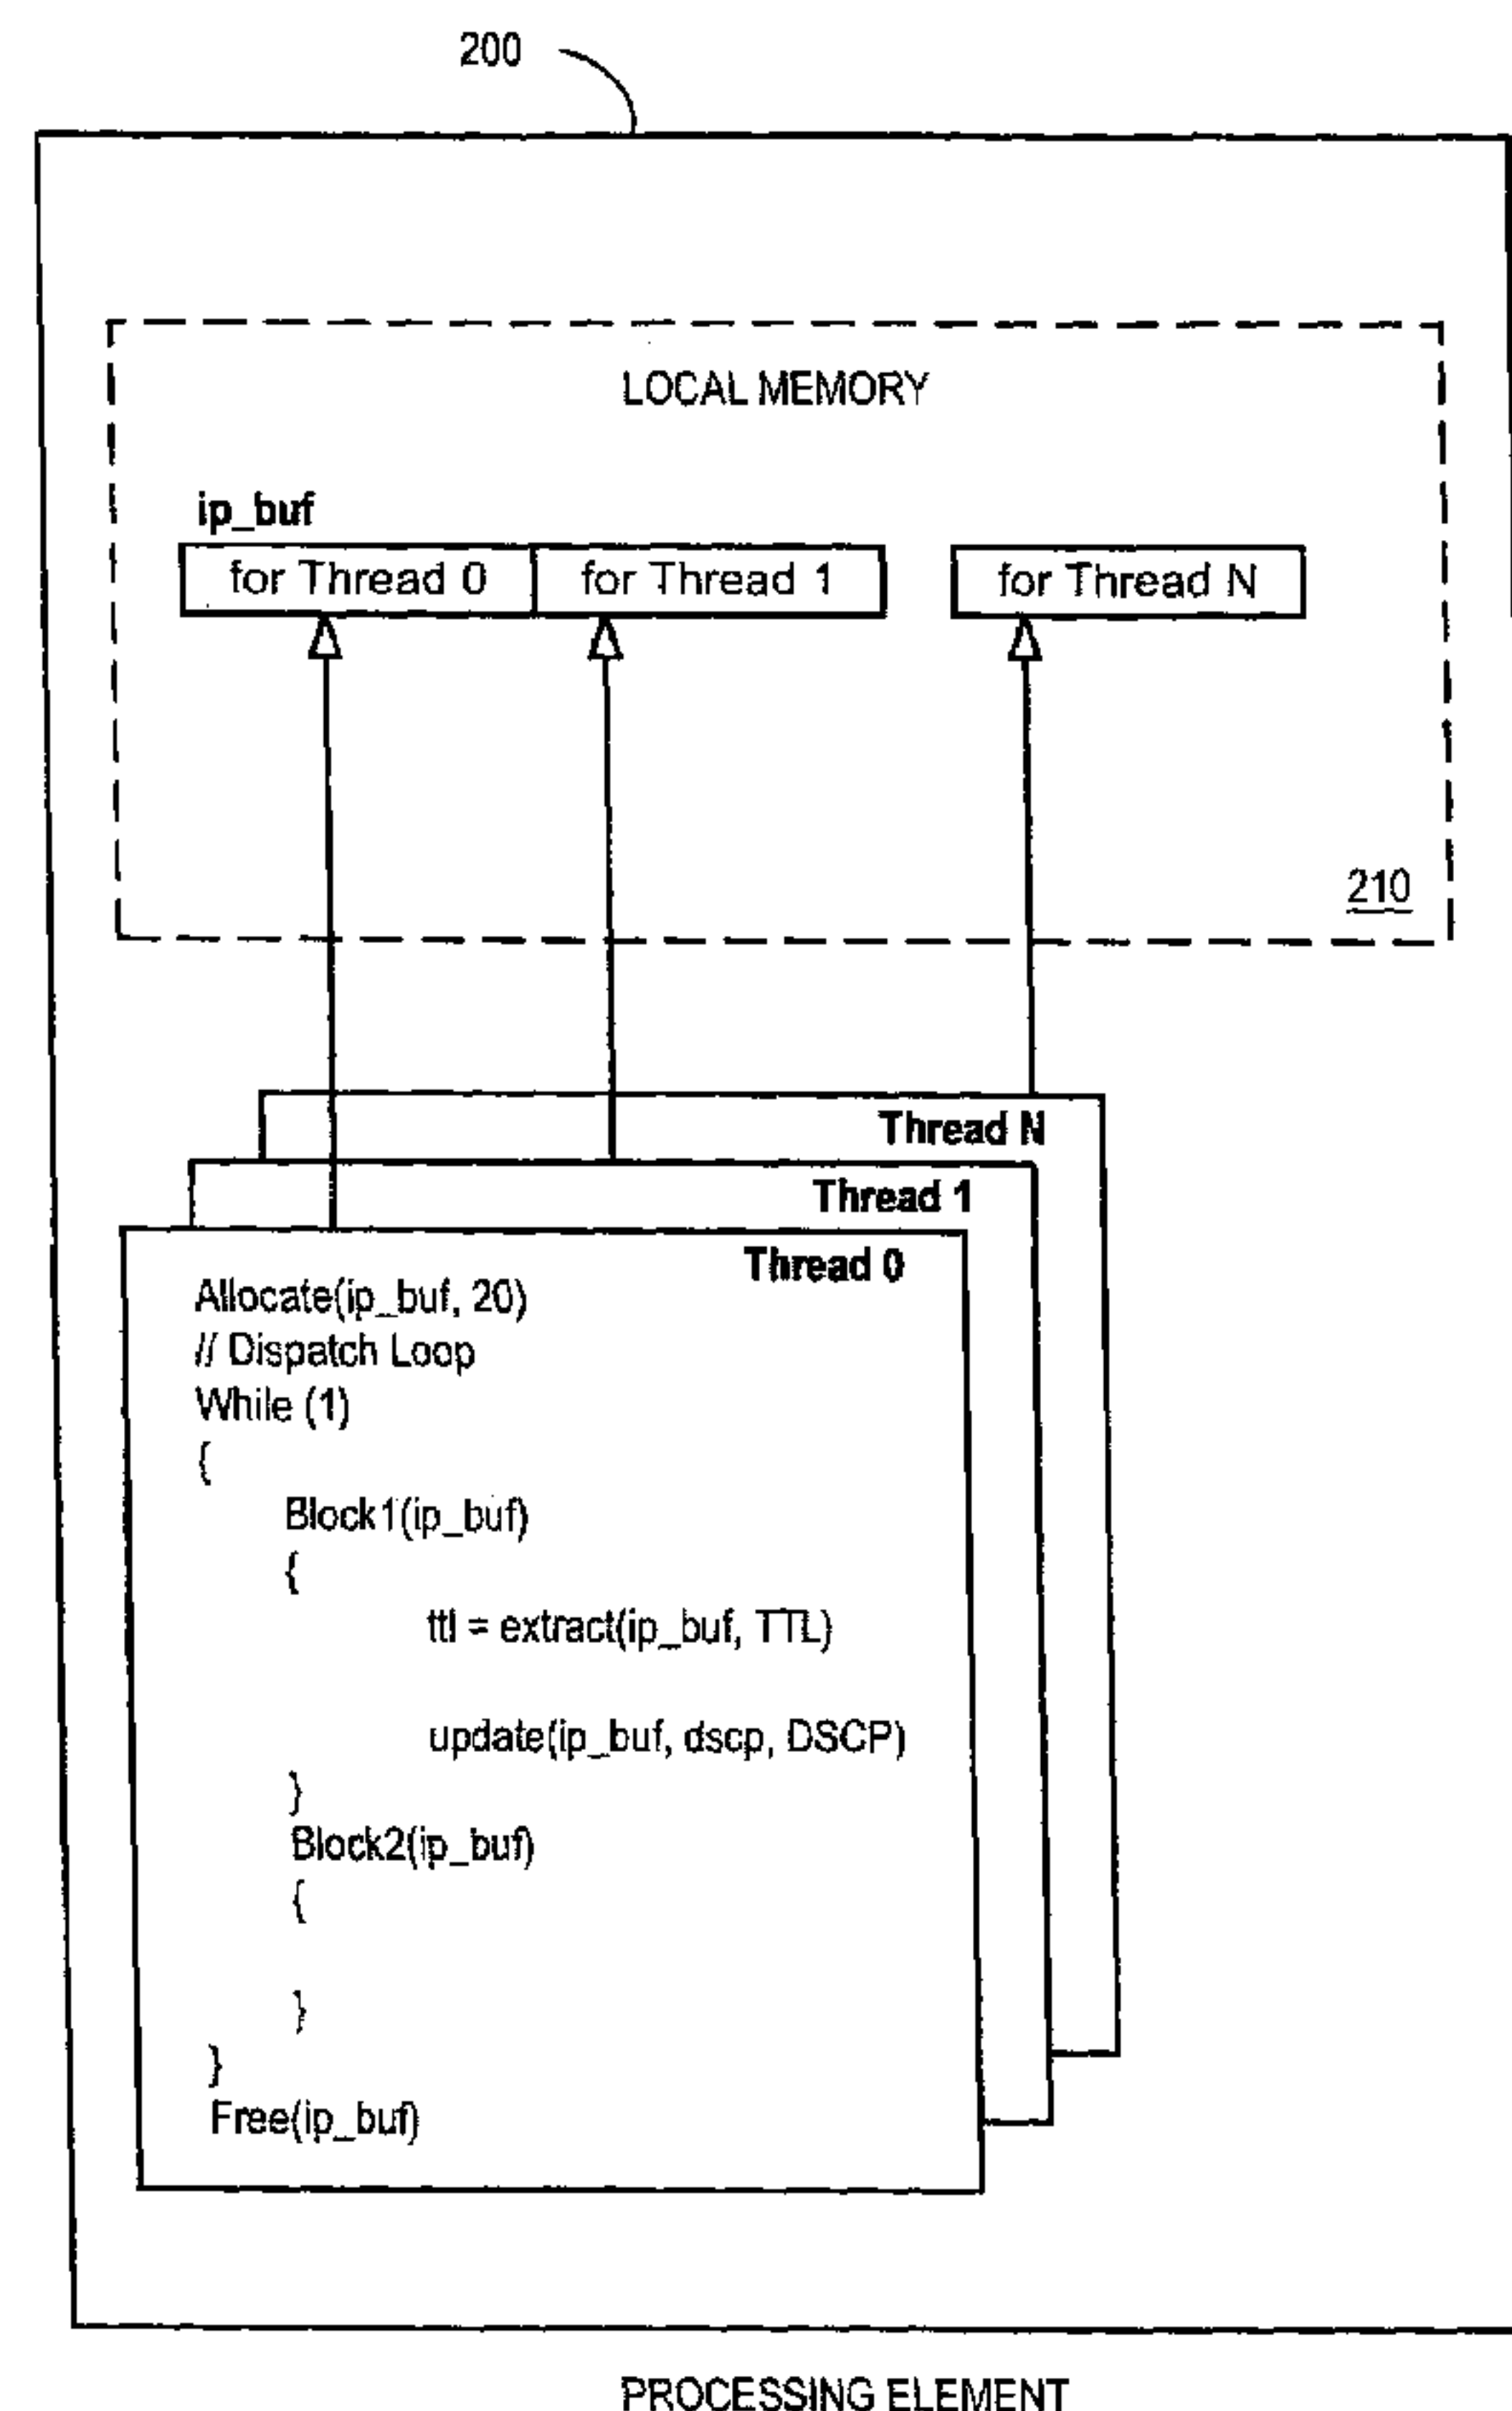 200
LOCAL MEMORY
ip_buf
for Thread 0
for Thread 1
for Thread N
210
Thread N
Thread 1
Thread 0
Allocate(ip_buf, 20)
// Dispatch Loop
While (1)
{
Block1(ip_buf)
{
ttl = extract(ip_buf, TTL)
update(ip_buf, dscp, DSCP)
}
Block2(ip_buf)
{
}
}
Free(ip_buf)
PROCESSING ELEMENT